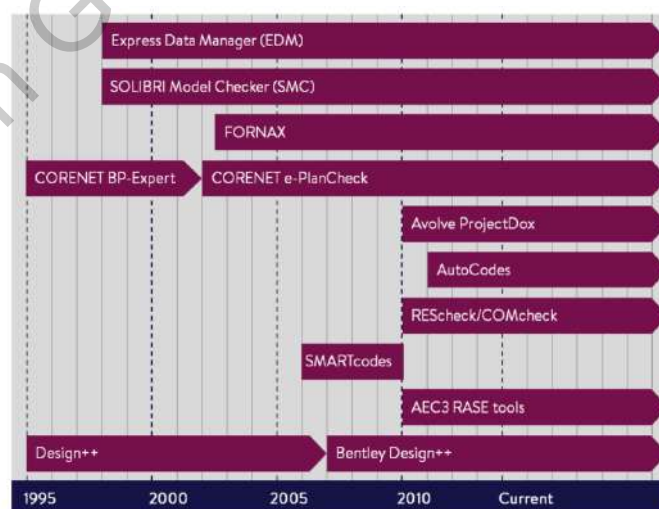 Express Data Manager (EDM)
SOLIBRI Model Checker (SMC)
FORNAX
CORENET BP-Expert CORENET e-PlanCheck
Avolve ProjectDox
AutoCodes
REScheck/COMcheck
SMARTcodes
AEC3 RASE tools
Design++ Bentley Design++
1995 2000 2005 2010 Current